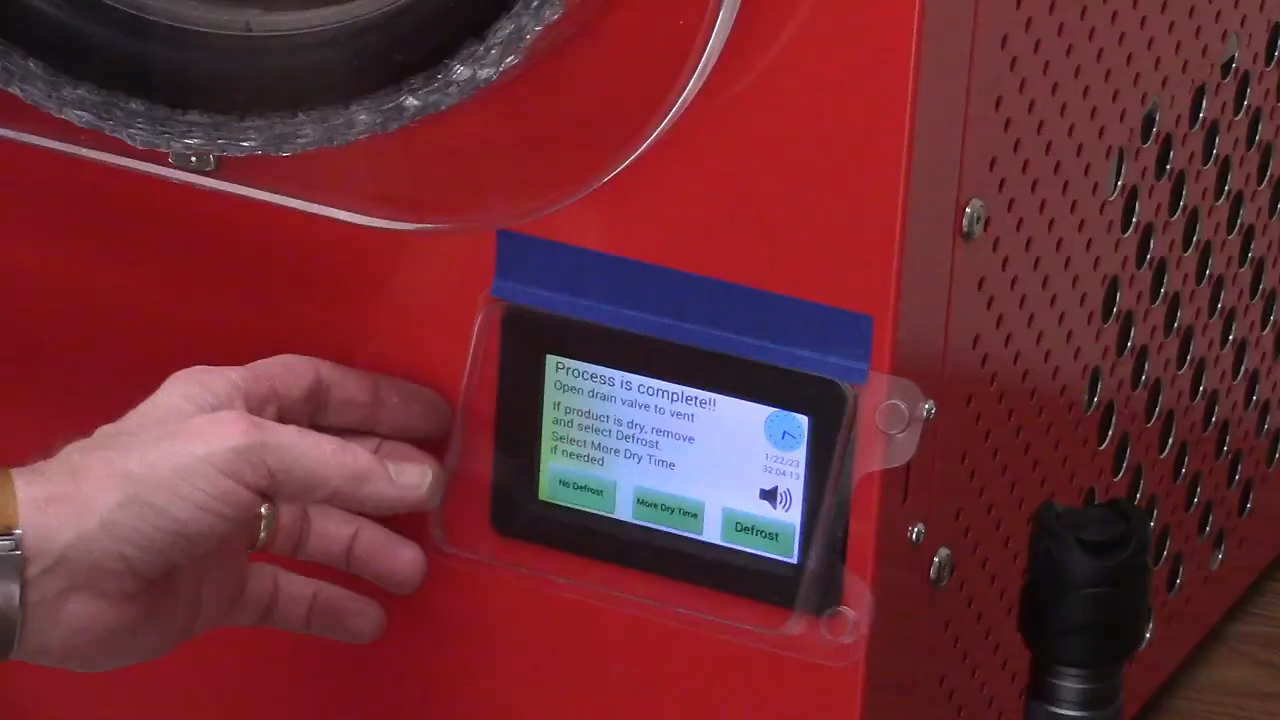 Process is complete!!
Open drain valve to vent
If product is dry, remove
and select Defrost.
Select More Dry Time
if needed
1/22/23
32:04:13
No Defrost
More Dry Time
Defrost